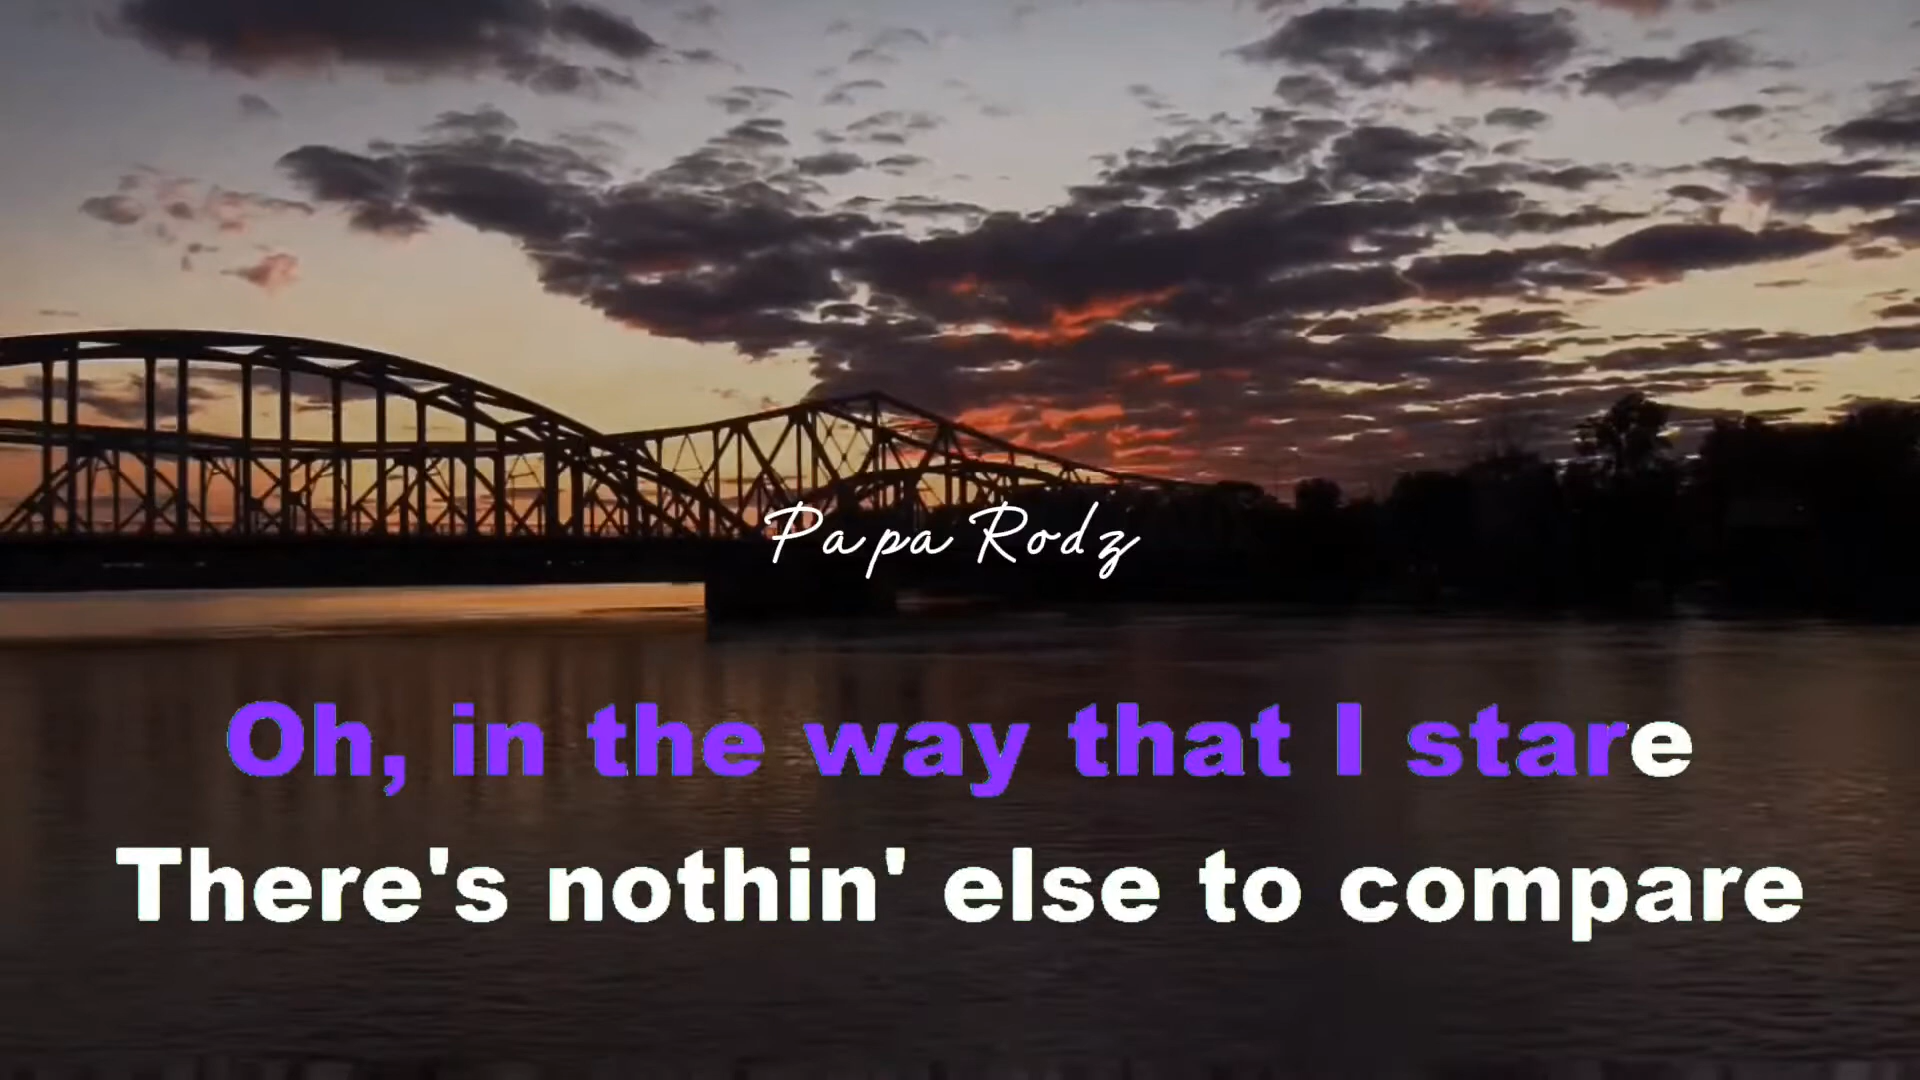 Papa Rodz
Oh, in the way that I stare
There's nothin' else to compare